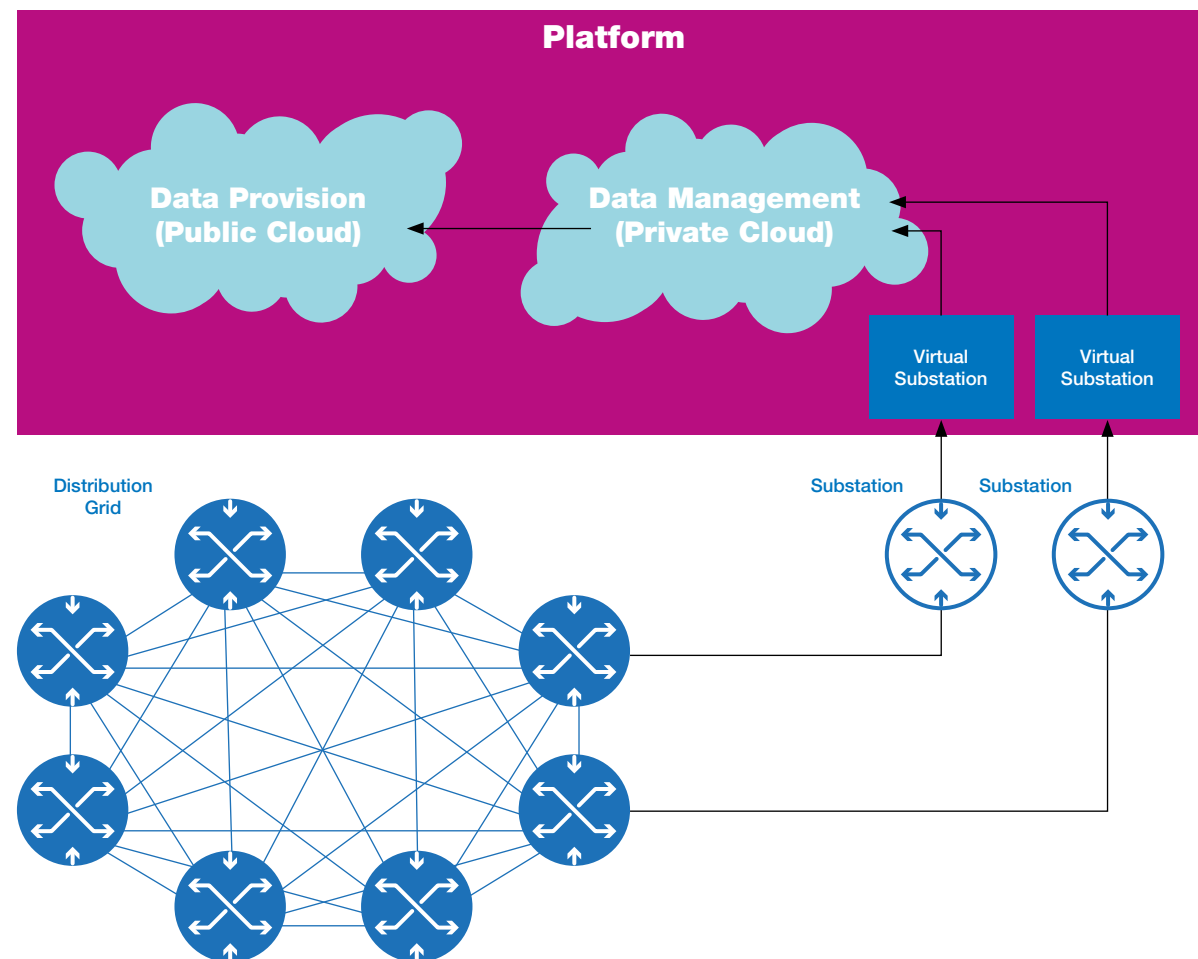 Platform
Data Provision
(Public Cloud)
Data Management
(Private Cloud)
Virtual
Substation
Virtual
Substation
Distribution
Grid
Substation
Substation